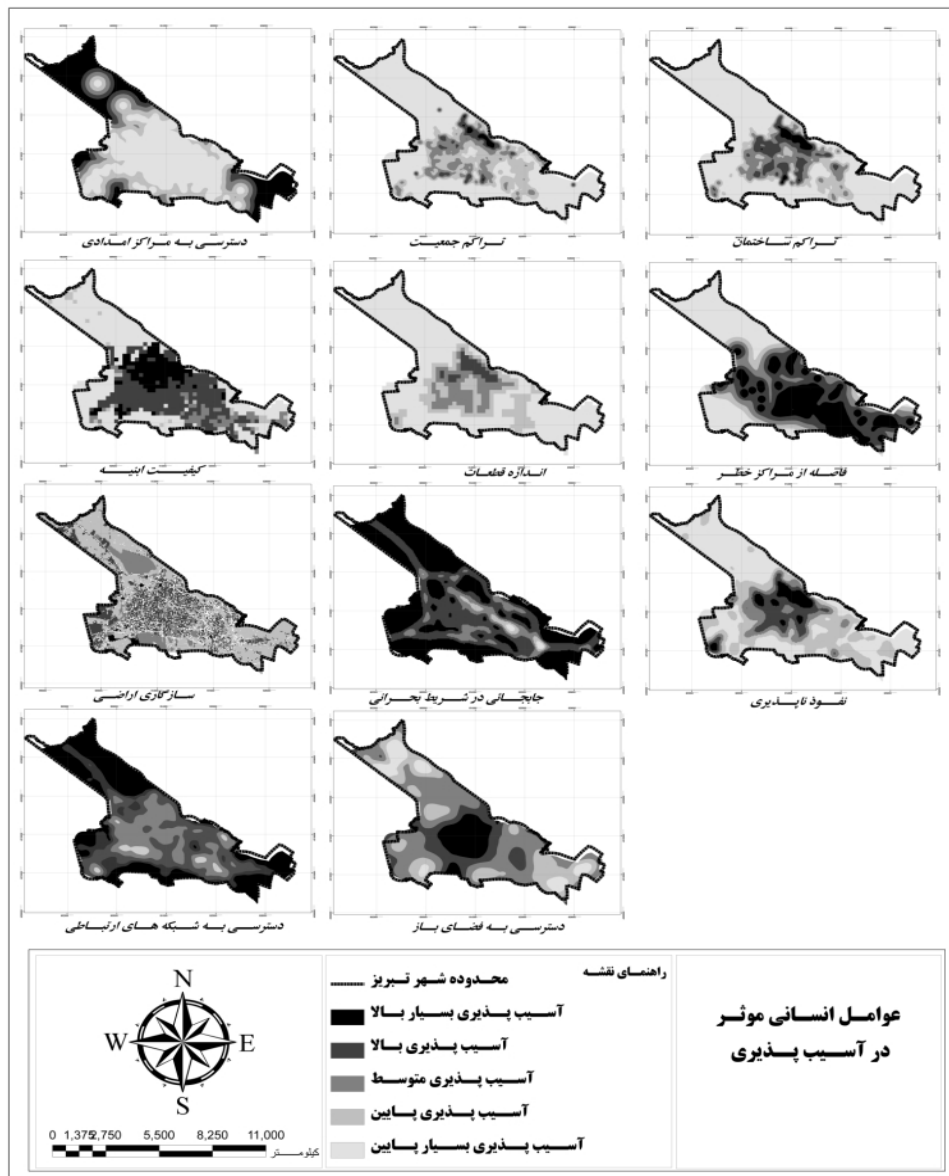 تراکم ساختمان
تراکم جمعیت
دسترسی به مراکز امدادی
فاصله از مراکز خطر
اندازه قطعات
کیفیت ابنیه
نفوذ ناپذیری
جابجائی در شریط بحرانی
سازگاری اراضی
دسترسی به فضای باز
دسترسی به شبکه های ارتباطی
عوامل انسانی موثر
در آسیب پذیری
راهنمای نقشه
محدوده شهر تبریز
آسیب پذیری بسیار بالا
آسیب پذیری بالا
آسیب پذیری متوسط
آسیب پذیری پایین
آسیب پذیری بسیار پایین
N
W E
S
0 1,375 2,750 5,500 8,250 11,000
کیلومتر